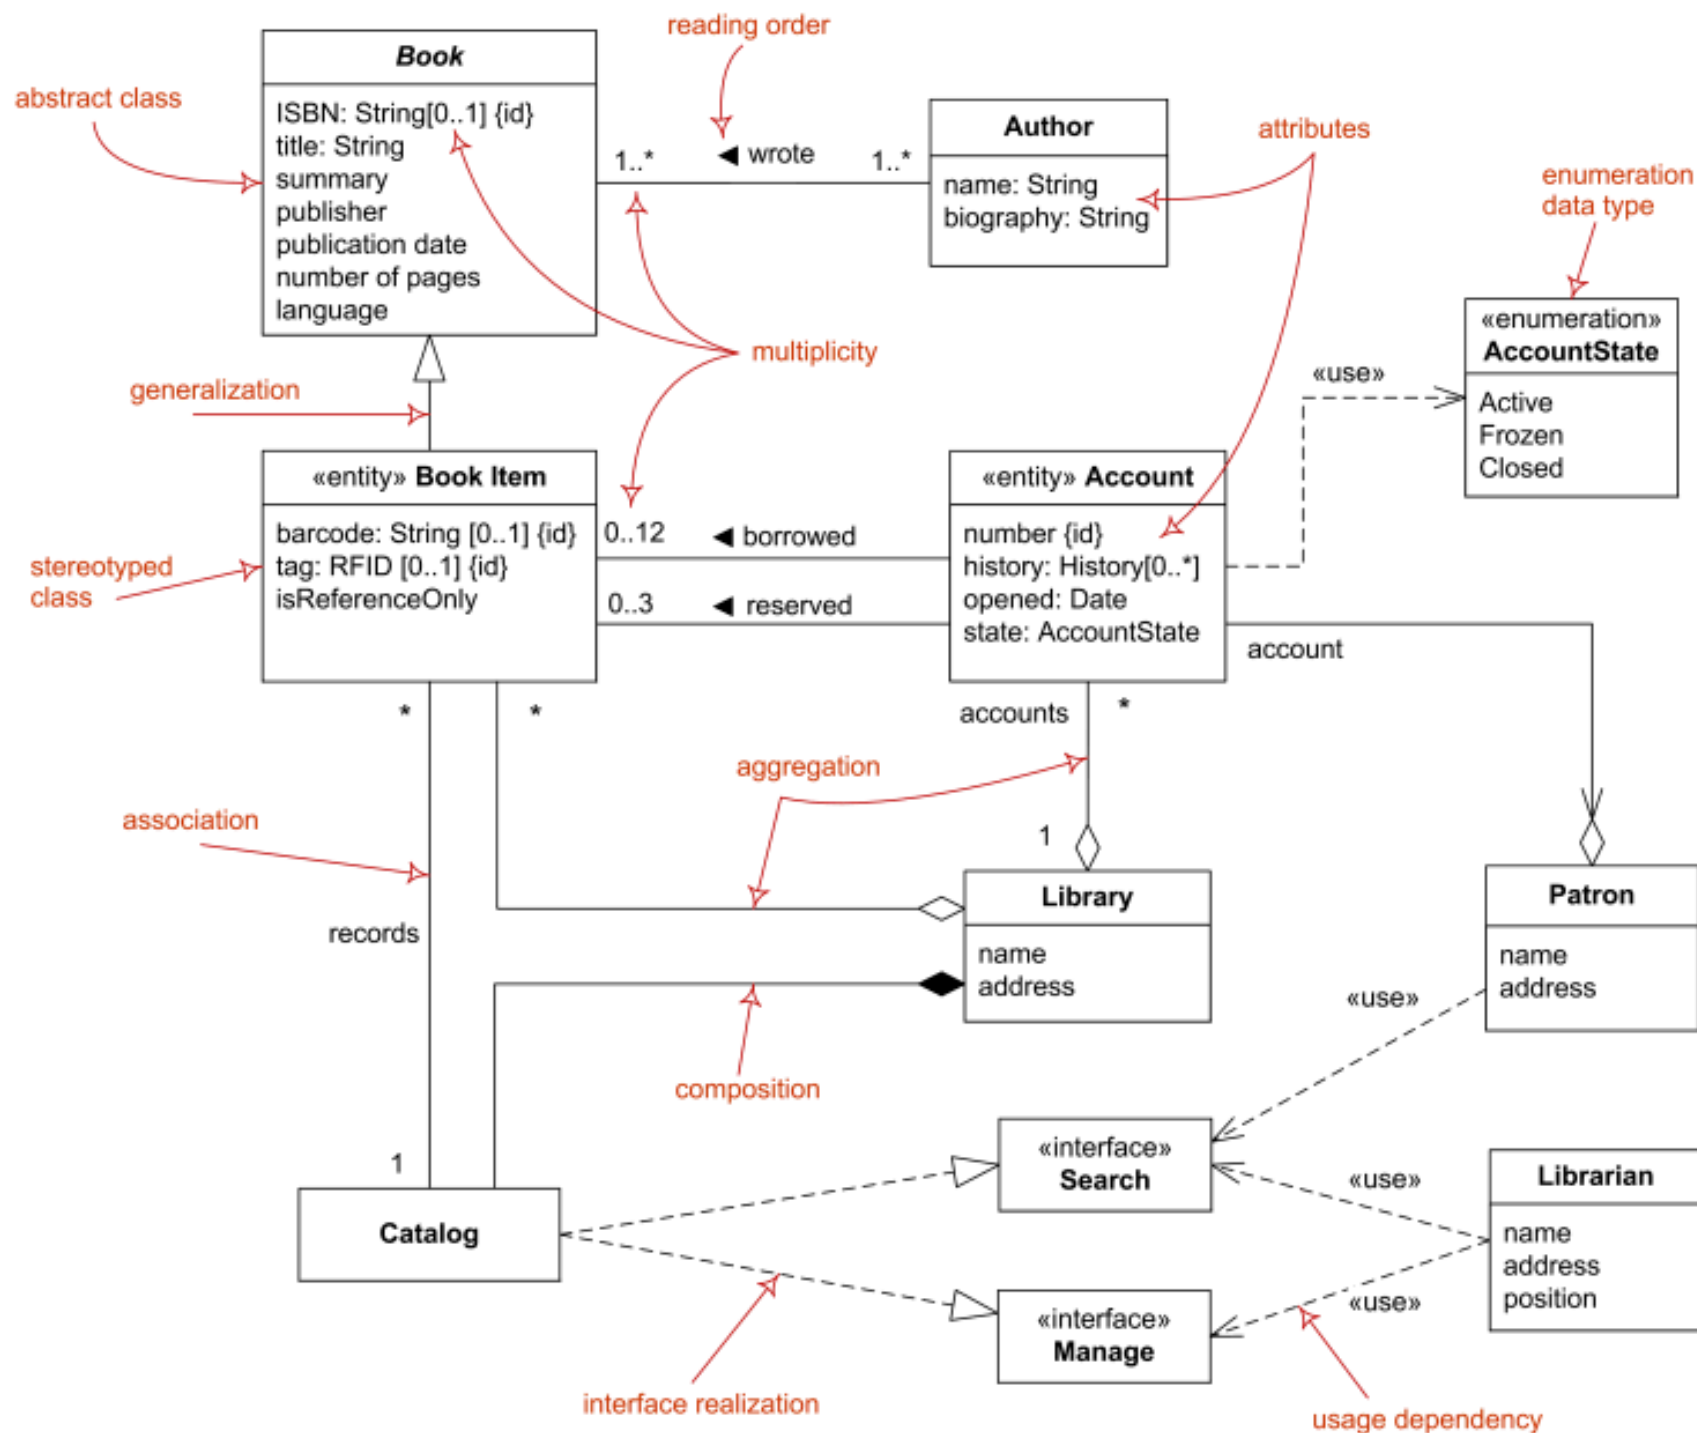 reading order
Book
abstract class
ISBN: String[0..1] {id}
title: String
summary
publisher
publication date
number of pages
language
1..*
◄ wrote
1..*
Author
name: String
biography: String
attributes
enumeration
data type
multiplicity
generalization
«enumeration»
AccountState
Active
Frozen
Closed
«use»
«entity» Book Item
barcode: String [0..1] {id}
tag: RFID [0..1] {id}
isReferenceOnly
stereotyped
class
0..12
◄ borrowed
0..3
◄ reserved
«entity» Account
number {id}
history: History[0..*]
opened: Date
state: AccountState
account
*
*
accounts
*
aggregation
association
1
records
Library
name
address
Patron
name
address
«use»
composition
1
Catalog
«interface»
Search
«use»
Librarian
name
address
position
«interface»
Manage
«use»
interface realization
usage dependency